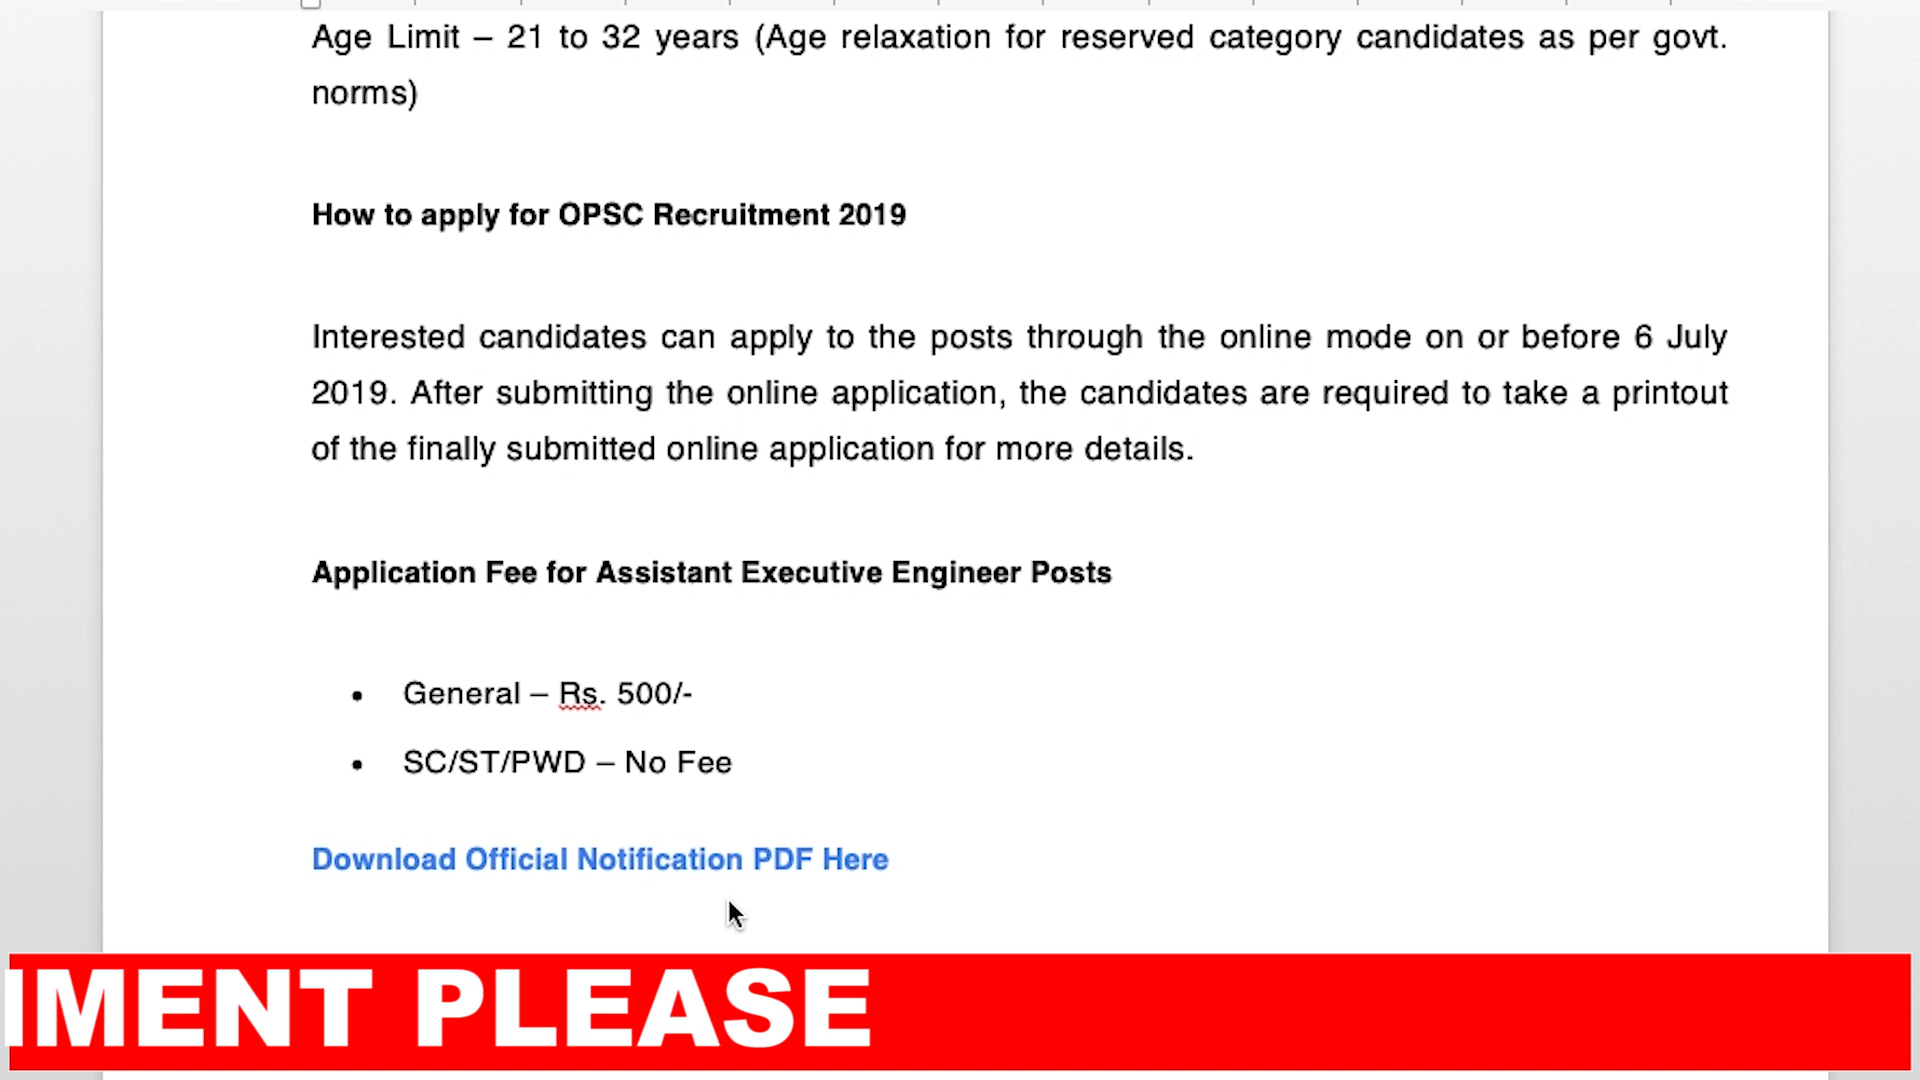 Age Limit – 21 to 32 years (Age relaxation for reserved category candidates as per govt.
norms)
How to apply for OPSC Recruitment 2019
Interested candidates can apply to the posts through the online mode on or before 6 July
2019. After submitting the online application, the candidates are required to take a printout
of the finally submitted online application for more details.
Application Fee for Assistant Executive Engineer Posts
• General – Rs. 500/-
• SC/ST/PWD – No Fee
Download Official Notification PDF Here
MENT PLEASE